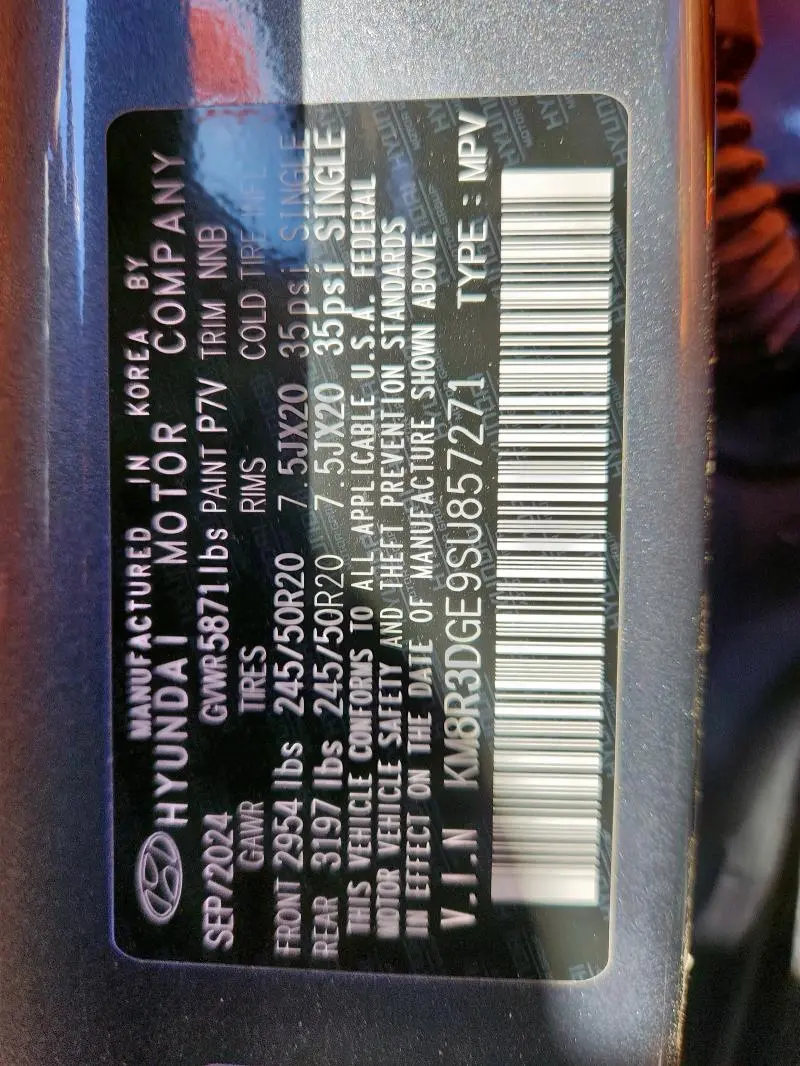 MANUFACTURED IN KOREA BY
HYUNDAI MOTOR COMPANY
SEP/2024 GVWR5871lbs PAINT P7V TRIM NNB
GAWR TIRES RIMS COLD TIRE INFL
FRONT 2954 lbs 245/50R20 7.5JX20 35psi SINGLE
REAR 3197 lbs 245/50R20 7.5JX20 35psi SINGLE
THIS VEHICLE CONFORMS TO ALL APPLICABLE U.S.A. FEDERAL
MOTOR VEHICLE SAFETY AND THEFT PREVENTION STANDARDS
IN EFFECT ON THE DATE OF MANUFACTURE SHOWN ABOVE
V.I.N KM8R3DGE9SU857271 TYPE : MPV